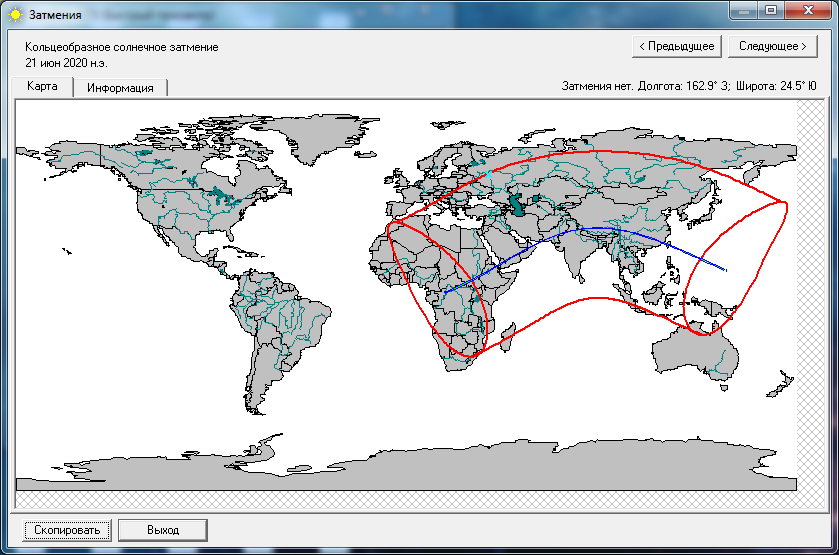 Затмения
Кольцеобразное солнечное затмение
21 июн 2020 н.э.
< Предыдущее
Следующее >
Карта
Информация
Затмения нет. Долгота: 162.9° З; Широта: 24.5° Ю
Скопировать
Выход